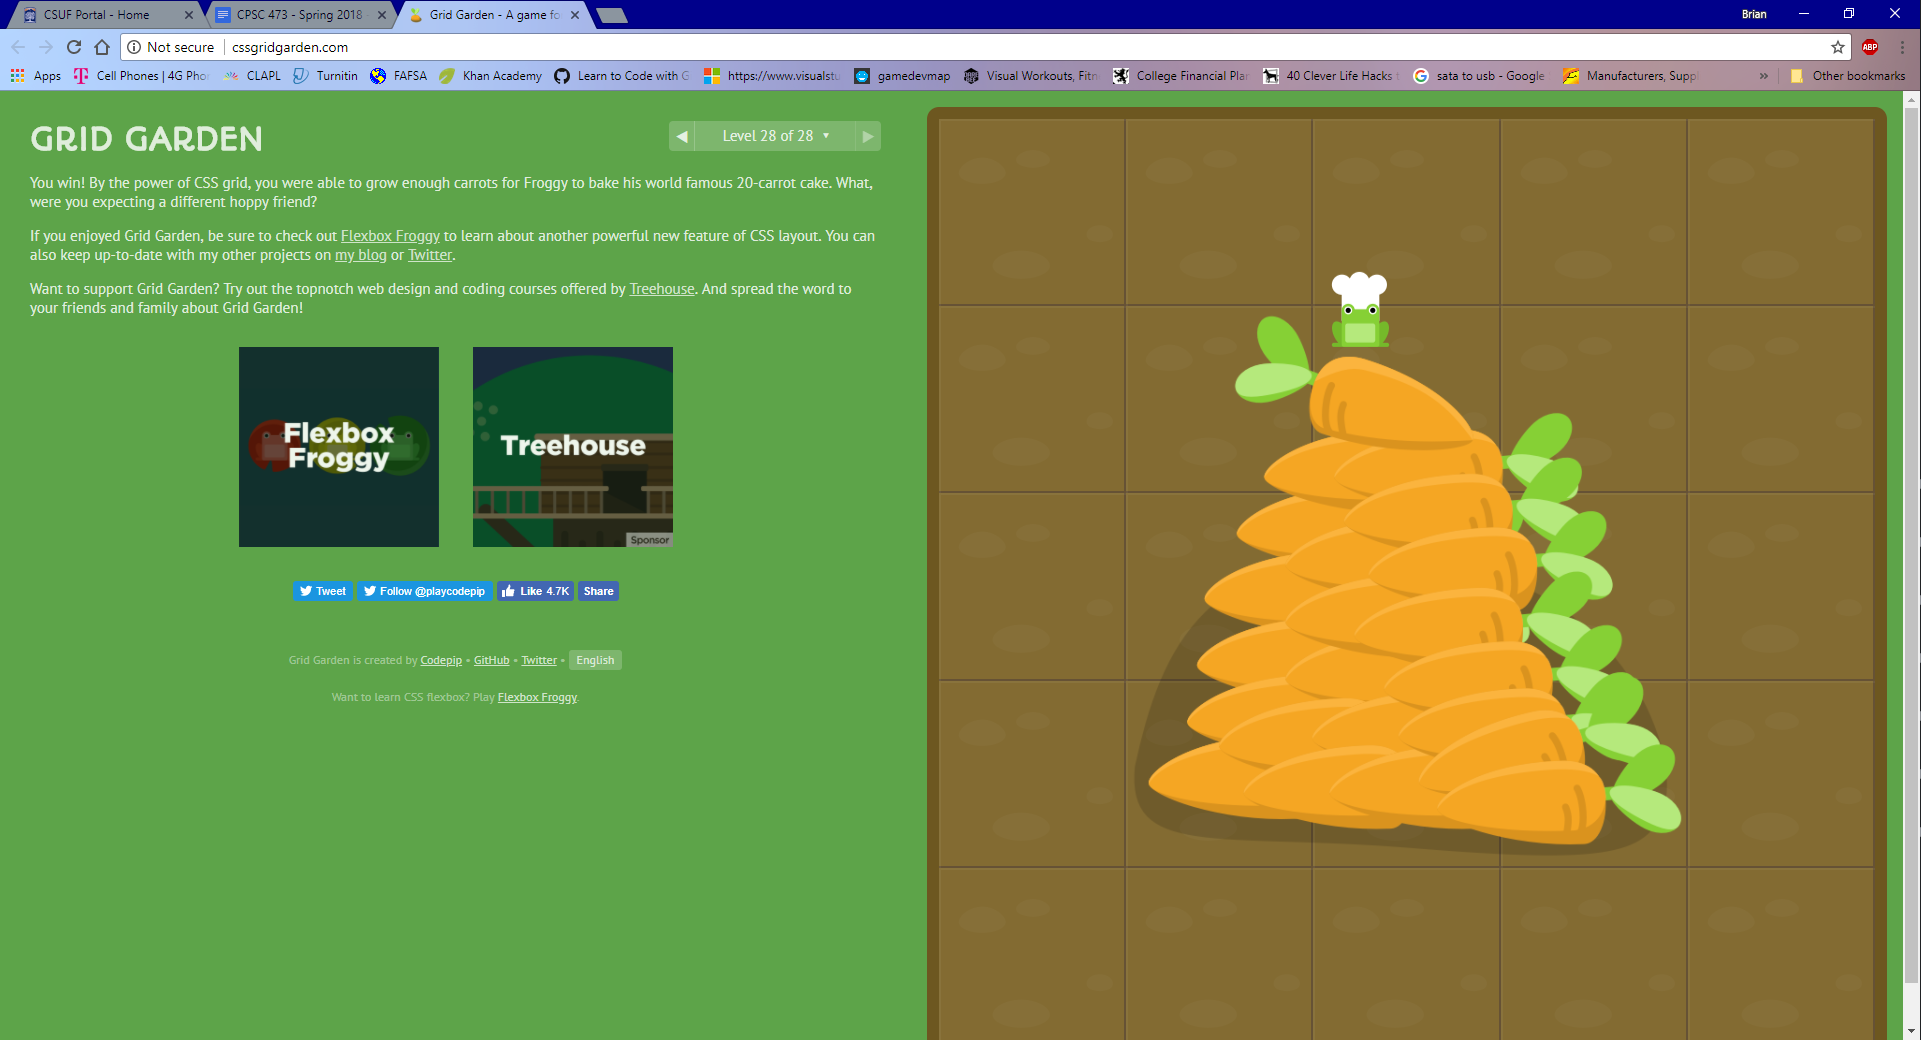 CSUF Portal - Home
CPSC 473 - Spring 2018
Grid Garden - A game fo
Brian
Not secure
cssgridgarden.com
ABP
Apps
Cell Phones | 4G Pho
CLAPL
Turnitin
FAFSA
Khan Academy
Learn to Code with G
https://www.visualstu
gamedevmap
Visual Workouts, Fitn
College Financial Plan
40 Clever Life Hacks t
sata to usb - Google
Manufacturers, Suppl
»
Other bookmarks
GRID GARDEN
Level 28 of 28
You win! By the power of CSS grid, you were able to grow enough carrots for Froggy to bake his world famous 20-carrot cake. What,
were you expecting a different hoppy friend?
If you enjoyed Grid Garden, be sure to check out Flexbox Froggy to learn about another powerful new feature of CSS layout. You can
also keep up-to-date with my other projects on my blog or Twitter.
Want to support Grid Garden? Try out the topnotch web design and coding courses offered by Treehouse. And spread the word to
your friends and family about Grid Garden!
Flexbox
Froggy
Treehouse
Sponsor
Tweet
Follow @playcodepip
Like 4.7K
Share
Grid Garden is created by Codepip • GitHub • Twitter • English
Want to learn CSS flexbox? Play Flexbox Froggy.